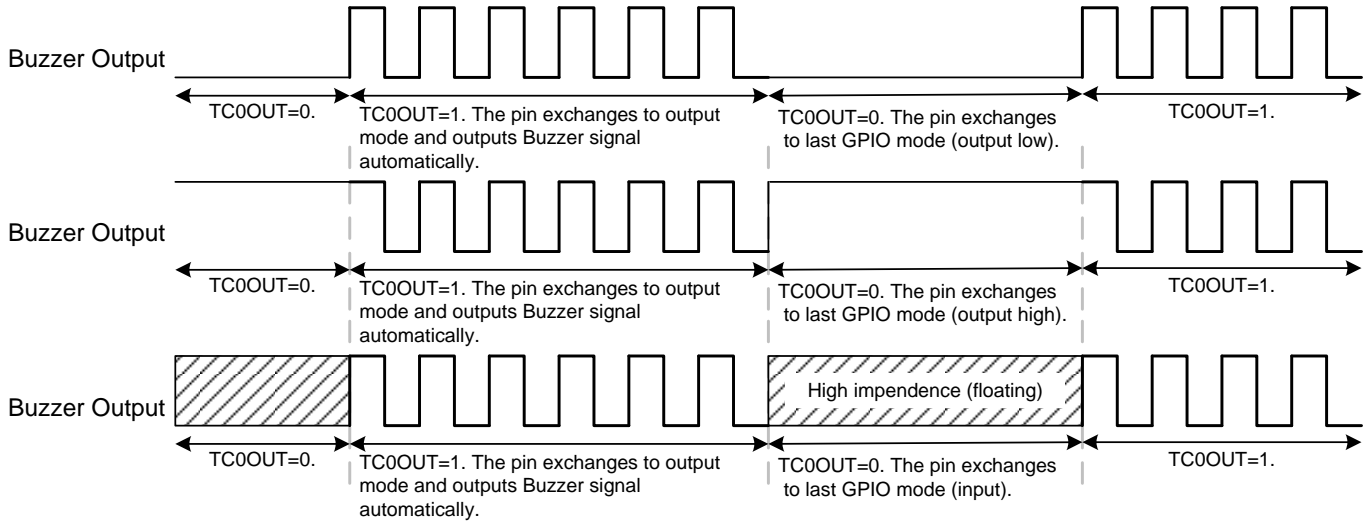 Buzzer Output
TC0OUT=0.
TC0OUT=1. The pin exchanges to output
mode and outputs Buzzer signal
automatically.
TC0OUT=0. The pin exchanges
to last GPIO mode (output low).
TC0OUT=1.
Buzzer Output
TC0OUT=0.
TC0OUT=1. The pin exchanges to output
mode and outputs Buzzer signal
automatically.
TC0OUT=0. The pin exchanges
to last GPIO mode (output high).
TC0OUT=1.
Buzzer Output
High impendence (floating)
TC0OUT=0.
TC0OUT=1. The pin exchanges to output
mode and outputs Buzzer signal
automatically.
TC0OUT=0. The pin exchanges
to last GPIO mode (input).
TC0OUT=1.